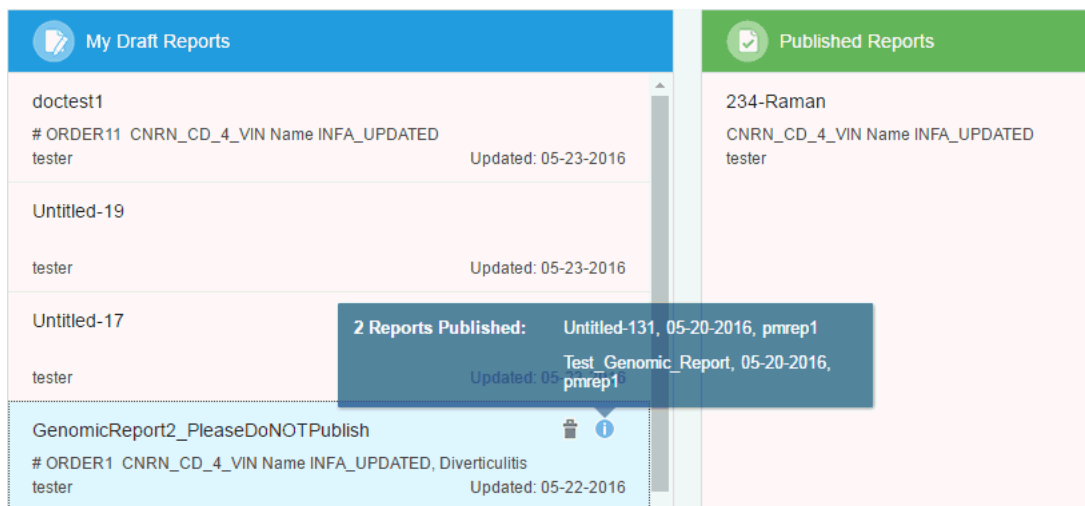 My Draft Reports
doctest1
# ORDER11 CNRN_CD_4_VIN Name INFA_UPDATED
tester Updated: 05-23-2016
Untitled-19
tester Updated: 05-23-2016
Untitled-17
tester Updated: 05-23-2016
2 Reports Published: Untitled-131, 05-20-2016, pmrep1
Test_Genomic_Report, 05-20-2016,
pmrep1
GenomicReport2_PleaseDoNOTPublish
# ORDER1 CNRN_CD_4_VIN Name INFA_UPDATED, Diverticulitis
tester Updated: 05-22-2016
Published Reports
234-Raman
CNRN_CD_4_VIN Name INFA_UPDATED
tester